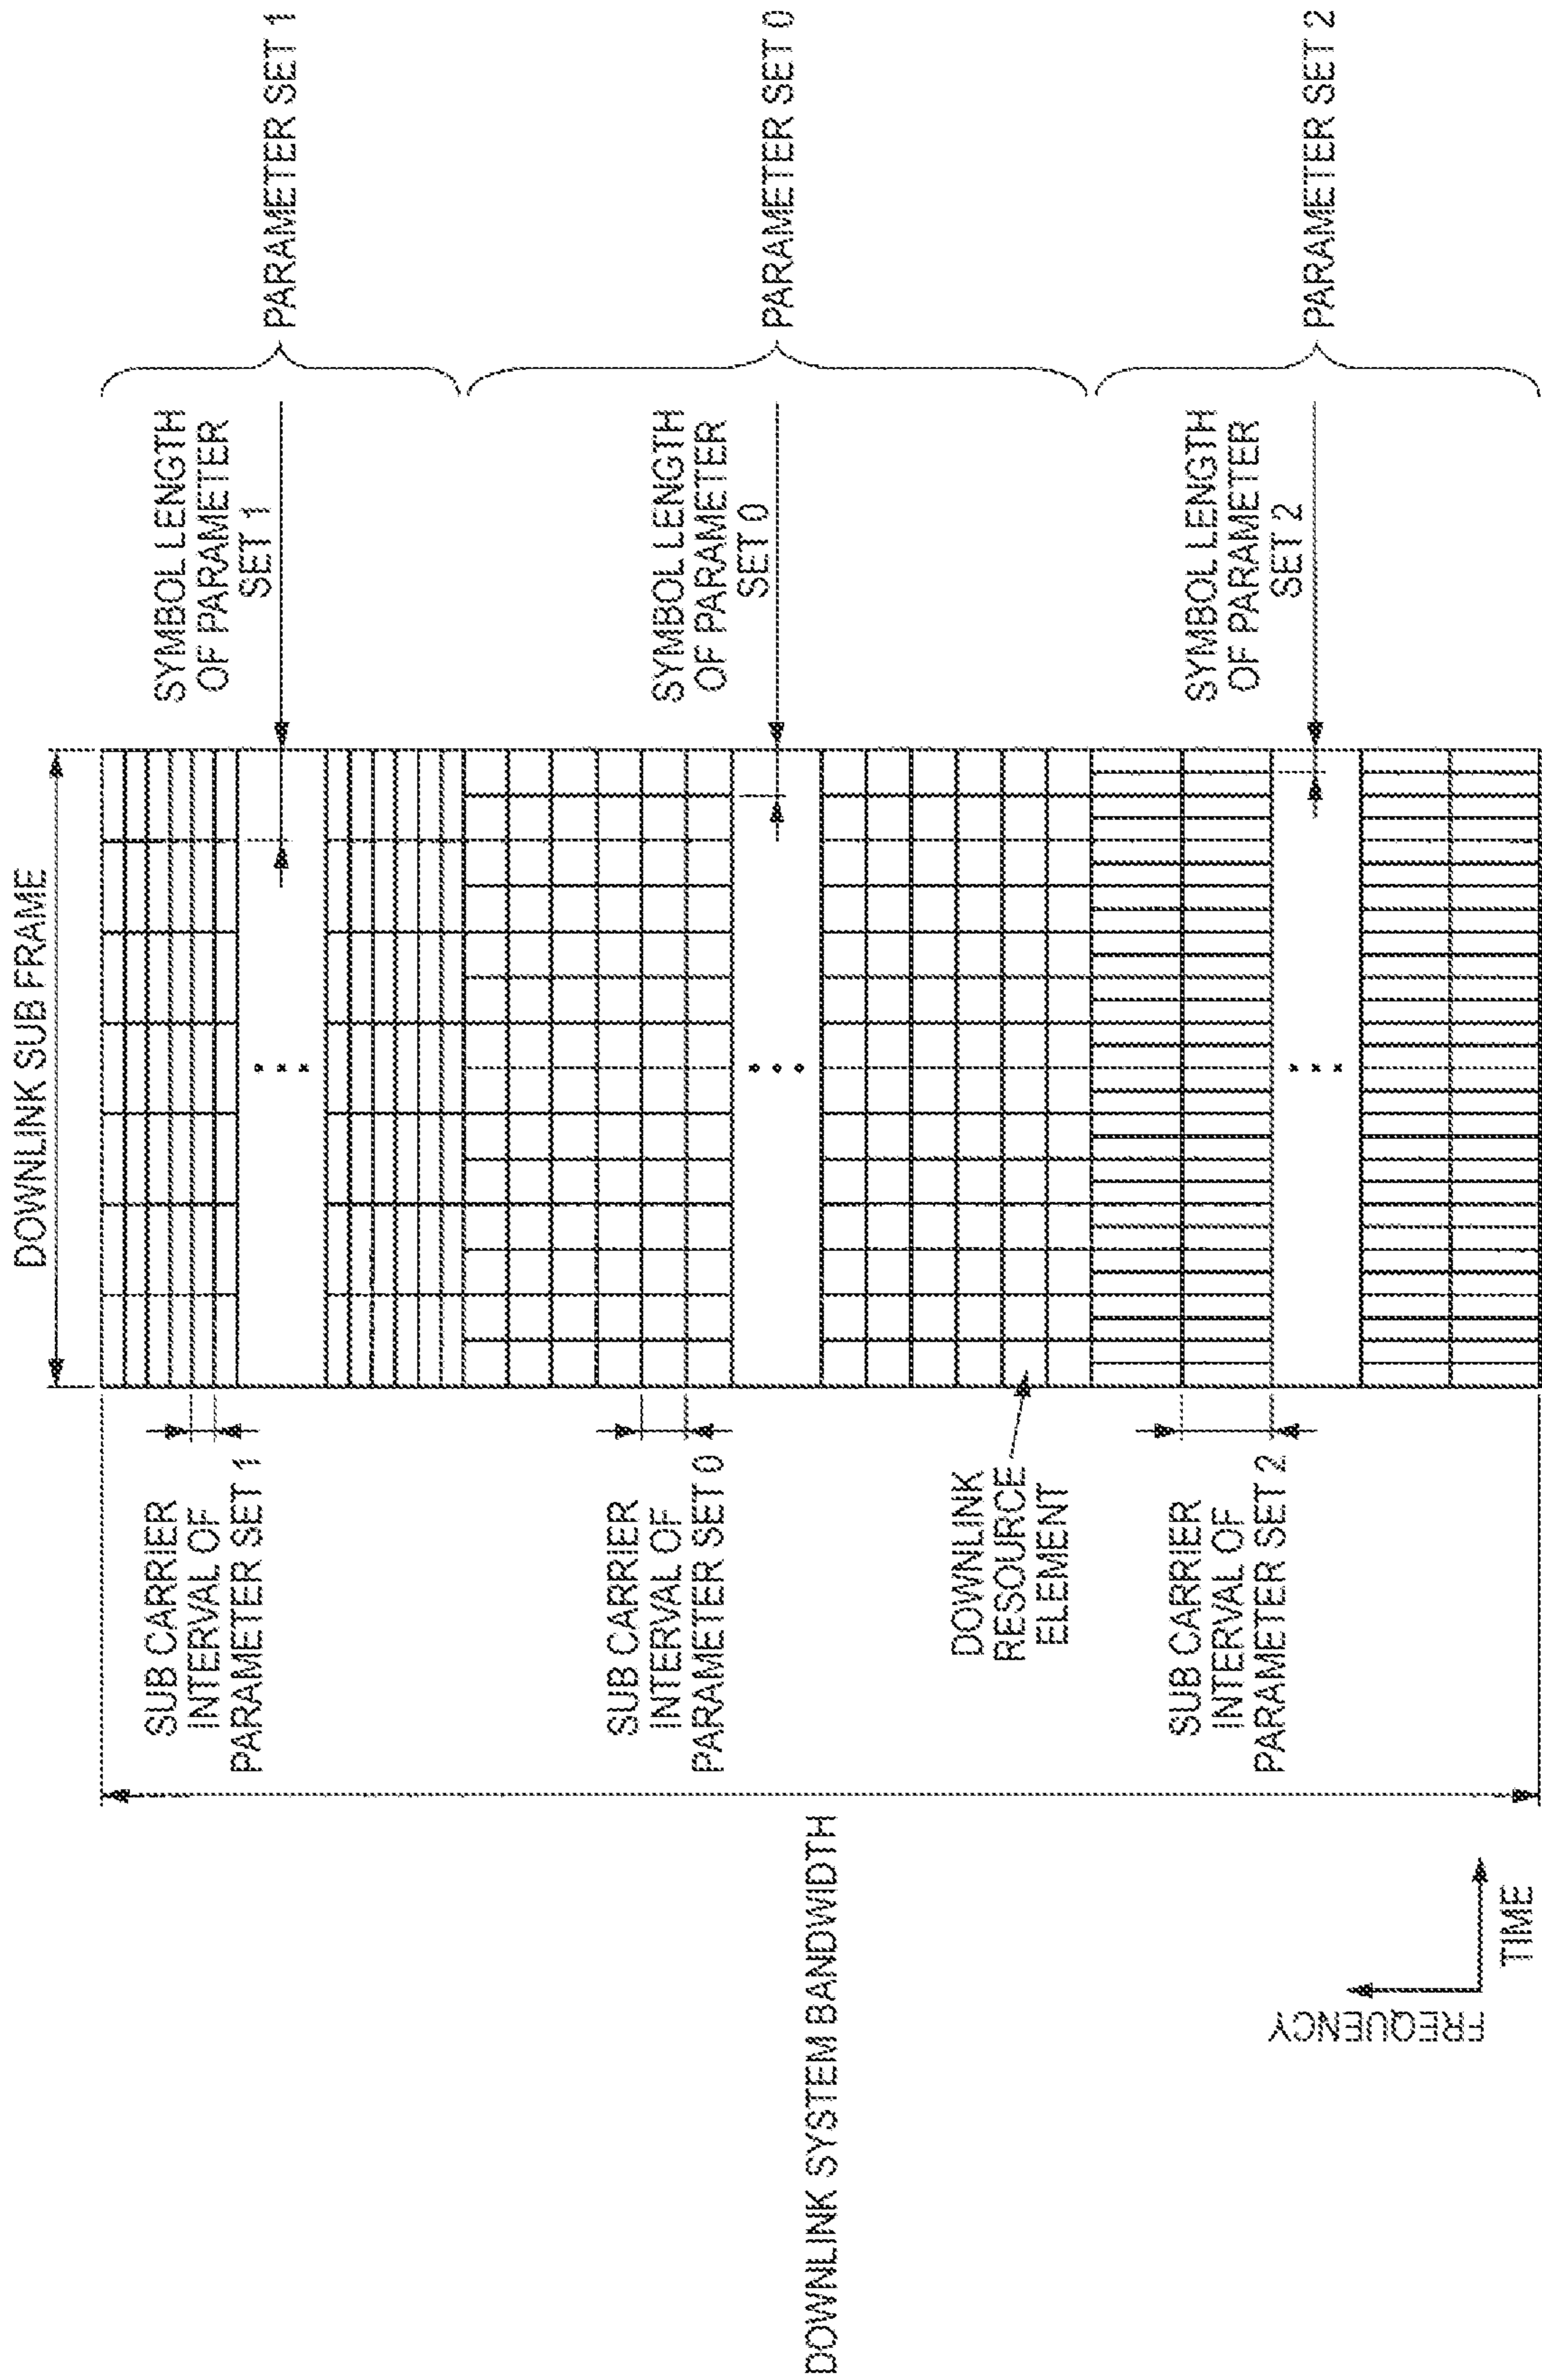 DOWNLINK SUB FRAME
SUB CARRIER
INTERVAL OF
PARAMETER SET 1
SYMBOL LENGTH
OF PARAMETER
SET 1
PARAMETER SET 1
DOWNLINK SYSTEM BANDWIDTH
SUB CARRIER
INTERVAL OF
PARAMETER SET 0
SYMBOL LENGTH
OF PARAMETER
SET 0
PARAMETER SET 0
DOWNLINK
RESOURCE
ELEMENT
SUB CARRIER
INTERVAL OF
PARAMETER SET 2
SYMBOL LENGTH
OF PARAMETER
SET 2
PARAMETER SET 2
FREQUENCY
TIME